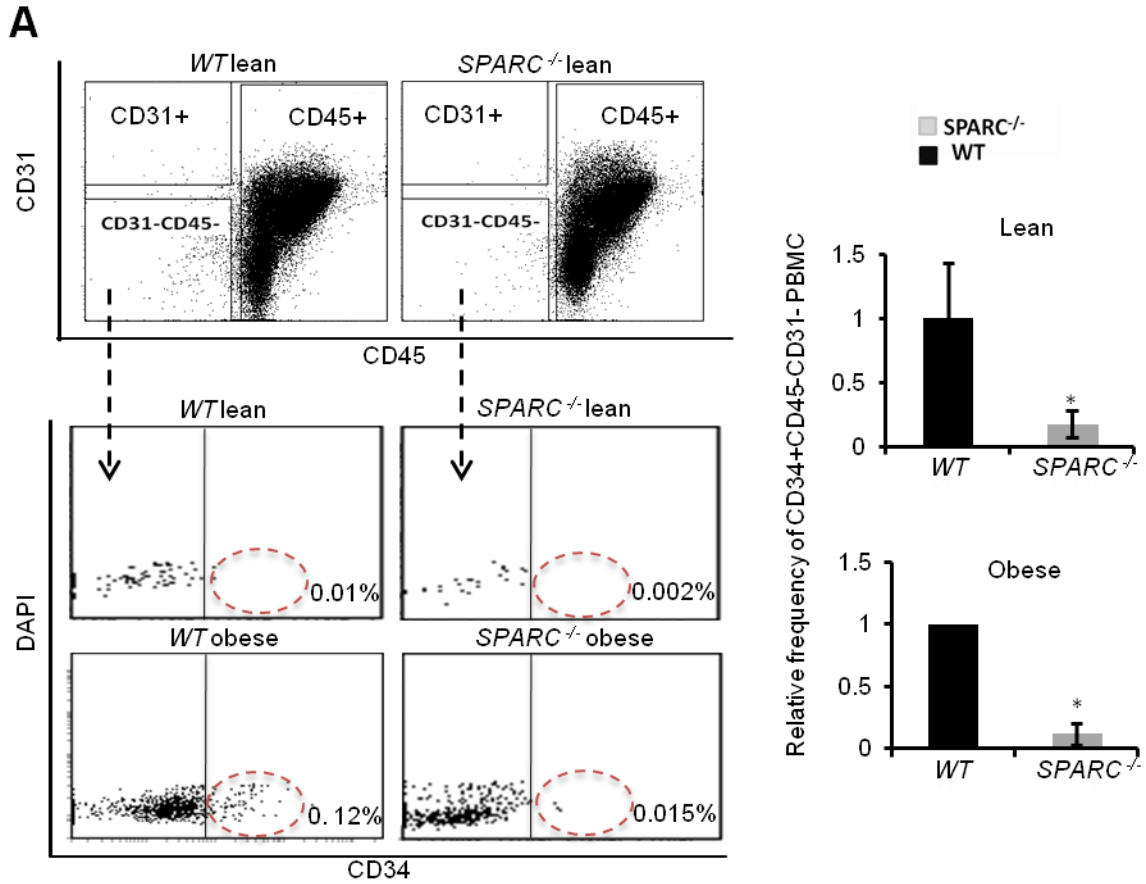 A
WT lean
SPARC -/- lean
CD31+
CD45+
CD31-CD45-
CD31+
CD45+
CD31-CD45-
CD31
CD45
WT lean
SPARC -/- lean
0.01%
0.002%
WT obese
SPARC -/- obese
0.12%
0.015%
DAPI
CD34
SPARC-/-
WT
Relative frequency of CD34+CD45-CD31- PBMC
Lean
1.5
1
0.5
0
*
WT
SPARC -/-
Obese
1.5
1
0.5
0
*
WT
SPARC -/-